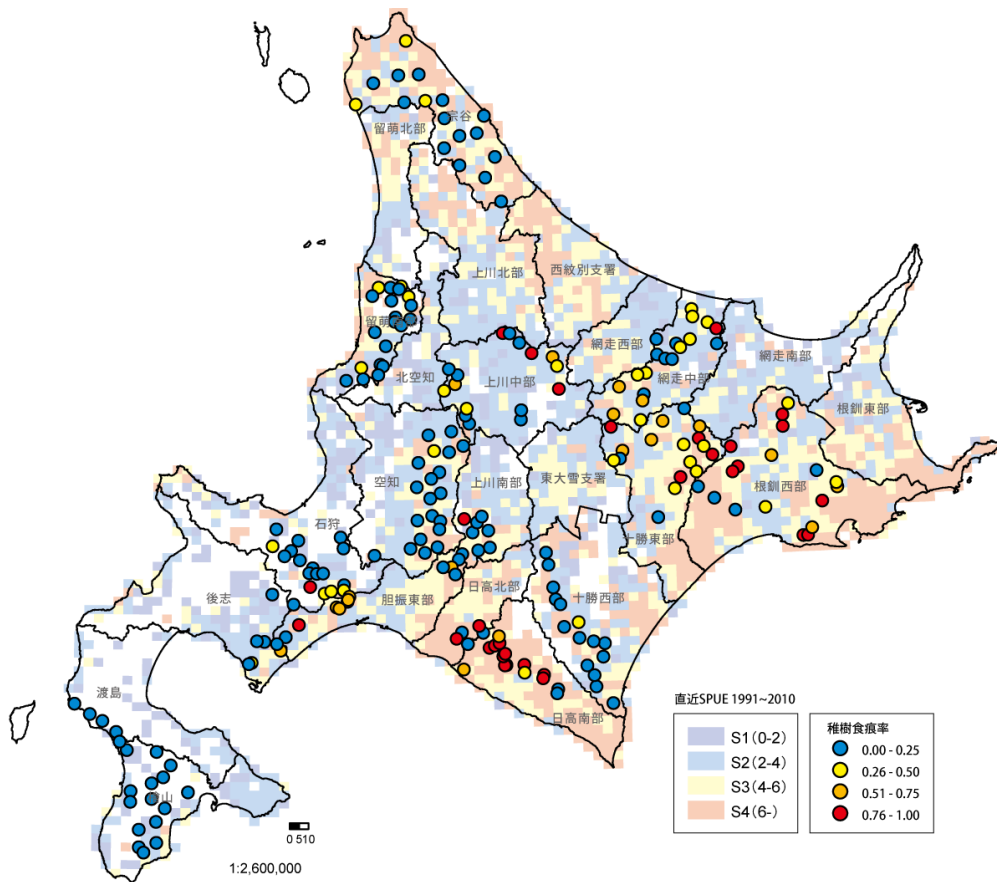 宗谷
留萌北部
上川北部
西紋別支署
留萌
網走西部
網走南部
北空知
上川中部
網走中部
根釧東部
東大雪支署
空知
上川南部
根釧西部
石狩
十勝東部
後志
胆振東部
日高北部
十勝西部
渡島
日高南部
山
直近SPUE 1991~2010
S1(0-2)
S2(2-4)
S3(4-6)
S4(6-)
稚樹食痕率
0.00 - 0.25
0.26 - 0.50
0.51 - 0.75
0.76 - 1.00
0 510
1:2,600,000